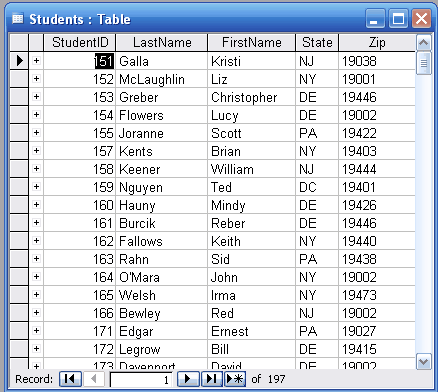 Students : Table
StudentID LastName FirstName State Zip
151 Galla Kristi NJ 19038
+ 152 McLaughlin Liz NY 19001
+ 153 Greber Christopher DE 19446
+ 154 Flowers Lucy DE 19002
+ 155 Joranne Scott PA 19422
+ 157 Kents Brian NY 19403
+ 158 Keener William NJ 19444
+ 159 Nguyen Ted DC 19401
+ 160 Hauny Mindy DE 19426
+ 161 Burcik Reber DE 19446
+ 162 Fallows Keith NY 19440
+ 163 Rahn Sid PA 19438
+ 164 O'Mara John NY 19002
+ 165 Welsh Irma NY 19473
+ 166 Bewley Red NJ 19002
+ 171 Edgar Ernest PA 19027
+ 172 Legrow Bill DE 19415
+ 173 Davenport David DE 19002
Record: 1 of 197